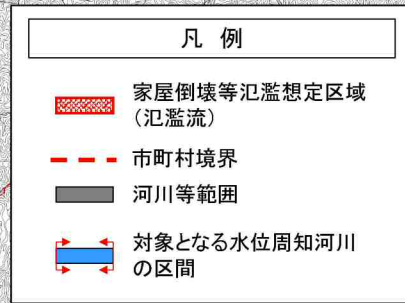 凡 例
家屋倒壊等氾濫想定区域
(氾濫流)
市町村境界
河川等範囲
対象となる水位周知河川
の区間